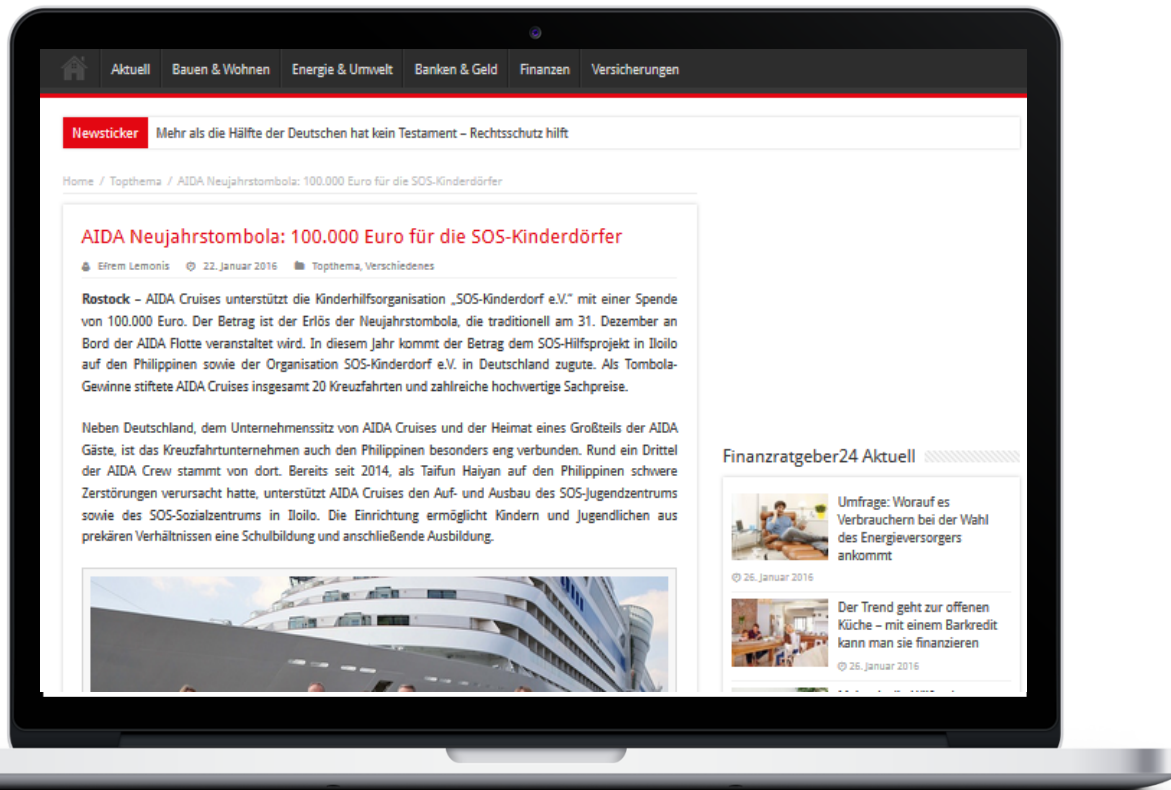 Aktuell Bauen & Wohnen Energie & Umwelt Banken & Geld Finanzen Versicherungen
Newsticker Mehr als die Hälfte der Deutschen hat kein Testament – Rechtsschutz hilft
Home / Topthema / AIDA Neujahrstombola: 100.000 Euro für die SOS-Kinderdörfer
AIDA Neujahrstombola: 100.000 Euro für die SOS-Kinderdörfer
Efrem Lemonis 22. Januar 2016 Topthema, Verschiedenes
Rostock – AIDA Cruises unterstützt die Kinderhilfsorganisation „SOS-Kinderdorf e.V.“ mit einer Spende
von 100.000 Euro. Der Betrag ist der Erlös der Neujahrstombola, die traditionell am 31. Dezember an
Bord der AIDA Flotte veranstaltet wird. In diesem Jahr kommt der Betrag dem SOS-Hilfsprojekt in Iloilo
auf den Philippinen sowie der Organisation SOS-Kinderdorf e.V. in Deutschland zugute. Als Tombola-
Gewinne stiftete AIDA Cruises insgesamt 20 Kreuzfahrten und zahlreiche hochwertige Sachpreise.
Neben Deutschland, dem Unternehmenssitz von AIDA Cruises und der Heimat eines Großteils der AIDA
Gäste, ist das Kreuzfahrtunternehmen auch den Philippinen besonders eng verbunden. Rund ein Drittel
der AIDA Crew stammt von dort. Bereits seit 2014, als Taifun Haiyan auf den Philippinen schwere
Zerstörungen verursacht hatte, unterstützt AIDA Cruises den Auf- und Ausbau des SOS-Jugendzentrums
sowie des SOS-Sozialzentrums in Iloilo. Die Einrichtung ermöglicht Kindern und Jugendlichen aus
prekären Verhältnissen eine Schulbildung und anschließende Ausbildung.
Finanzratgeber24 Aktuell
Umfrage: Worauf es
Verbrauchern bei der Wahl
des Energieversorgers
ankommt
26. Januar 2016
Der Trend geht zur offenen
Küche – mit einem Barkredit
kann man sie finanzieren
26. Januar 2016